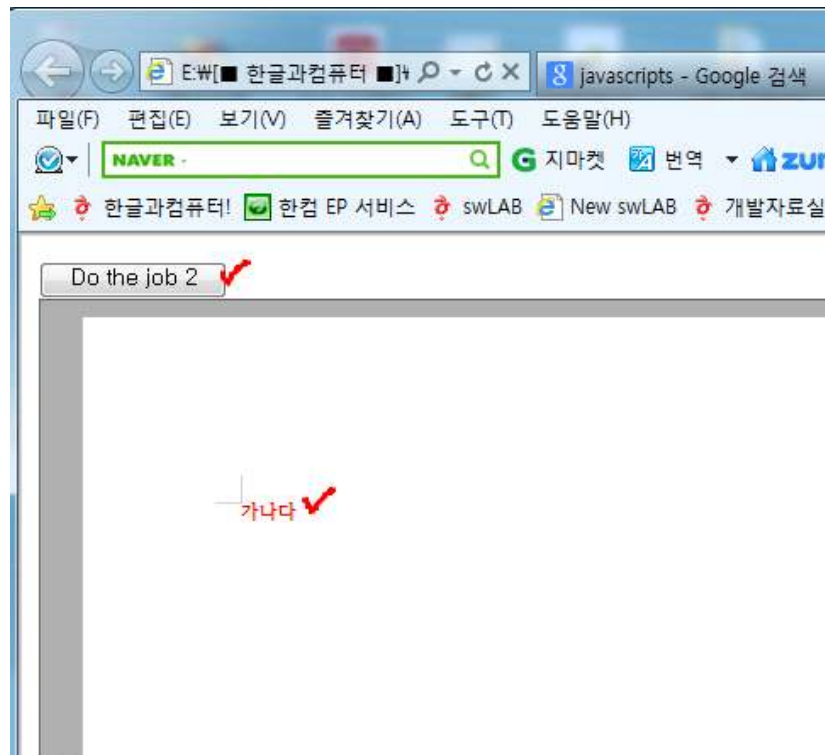 E:₩[■ 한글과컴퓨터 ■]₩
javascripts - Google 검색
파일(F) 편집(E) 보기(V) 즐겨찾기(A) 도구(T) 도움말(H)
NAVER
G 지마켓 번역 zum
한글과컴퓨터! 한컴 EP 서비스 swLAB New swLAB 개발자료실
Do the job 2
가나다